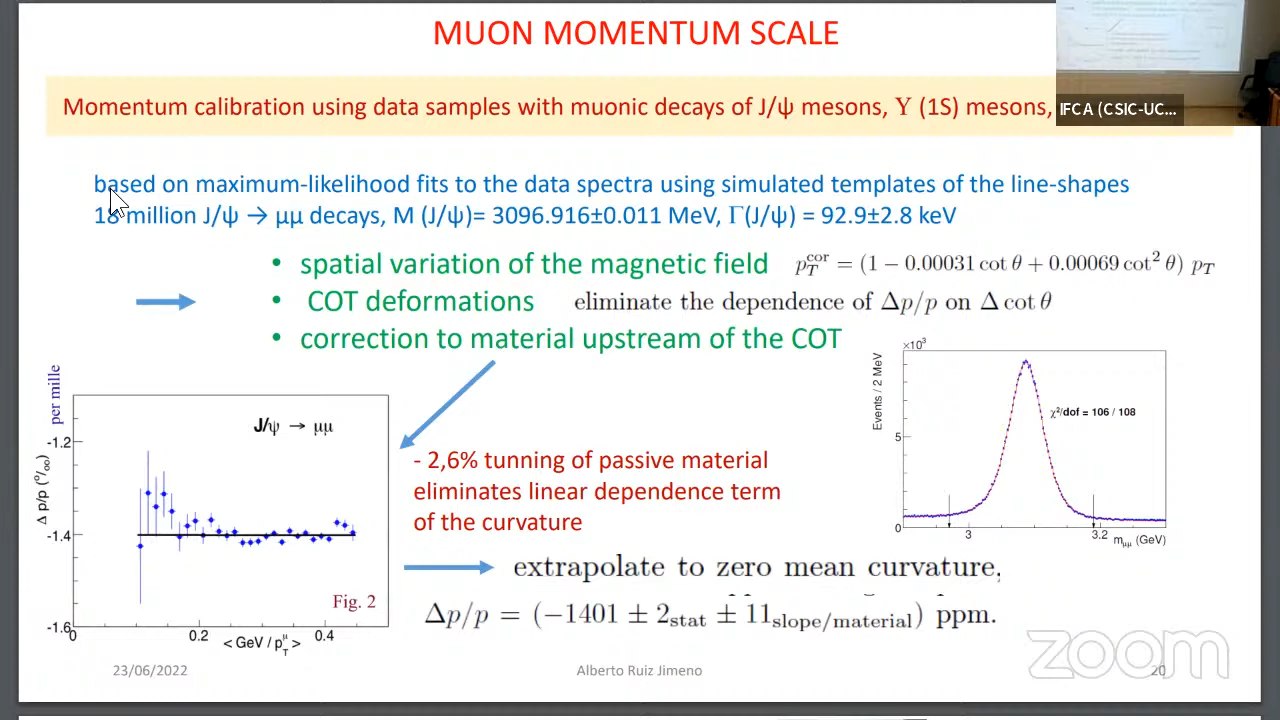 MUON MOMENTUM SCALE
Momentum calibration using data samples with muonic decays of J/ψ mesons, ϒ (1S) mesons,
IFCA (CSIC-UC...
based on maximum-likelihood fits to the data spectra using simulated templates of the line-shapes
18 million J/ψ → μμ decays, M (J/ψ)= 3096.916±0.011 MeV, Γ(J/ψ) = 92.9±2.8 keV
• spatial variation of the magnetic field p_T^cor = (1 − 0.00031 cot θ + 0.00069 cot² θ) p_T
• COT deformations eliminate the dependence of Δp/p on Δ cot θ
• correction to material upstream of the COT
per mille
Δ p/p (⁰/₀₀)
-1.2
-1.4
-1.6
J/ψ → μμ
Fig. 2
0 0.2 0.4
< GeV / p_T^μ >
- 2,6% tunning of passive material
eliminates linear dependence term
of the curvature
×10³
Events / 2 MeV
χ²/dof = 106 / 108
5
0
3 3.2 m_μμ (GeV)
extrapolate to zero mean curvature,
Δp/p = (−1401 ± 2_stat ± 11_slope/material) ppm.
zoom
23/06/2022 Alberto Ruiz Jimeno 20